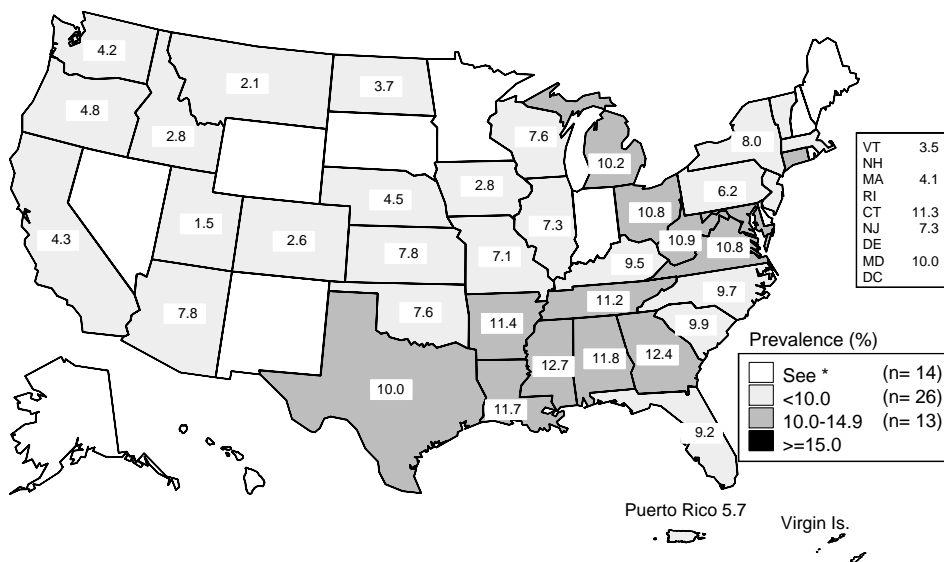 4.2
2.1
3.7
4.8
2.8
7.6
10.2
8.0
VT 3.5
NH
MA 4.1
RI
CT 11.3
NJ 7.3
DE
MD 10.0
DC
4.5
2.8
6.2
4.3
1.5
2.6
7.3
10.8
10.9
10.8
7.8
7.1
9.5
7.8
7.6
11.4
11.2
9.7
9.9
10.0
12.7
11.8
12.4
11.7
9.2
Prevalence (%)
See * (n= 14)
<10.0 (n= 26)
10.0-14.9 (n= 13)
>=15.0
Puerto Rico 5.7
Virgin Is.